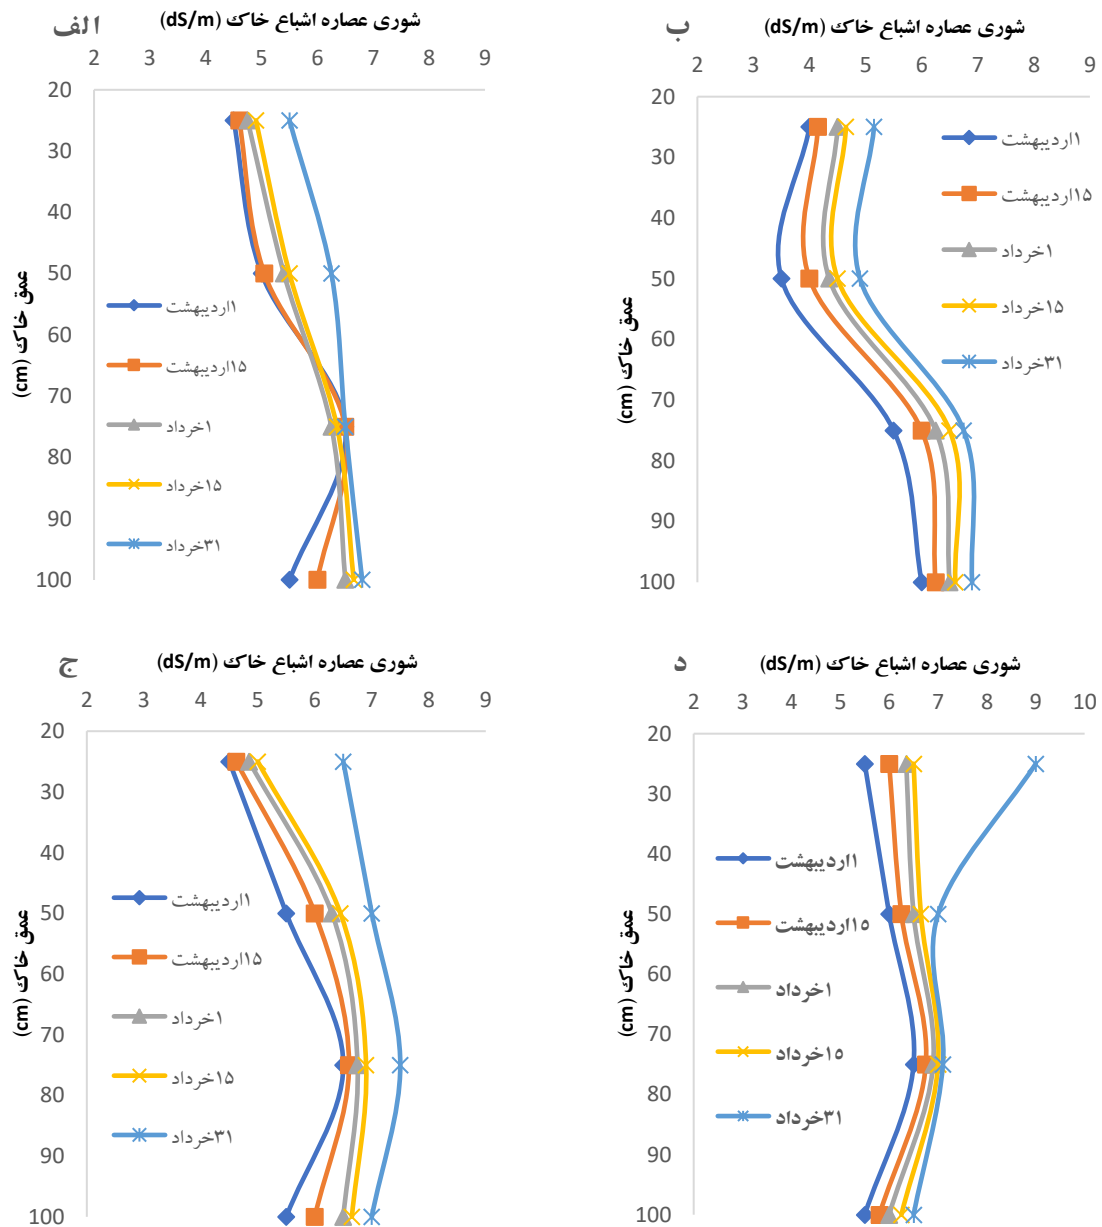 الف
شوری عصاره اشباع خاک (dS/m)
2 3 4 5 6 7 8 9
20
30
40
50
60
70
80
90
100
عمق خاک (cm)
۱اردیبهشت
۱۵اردیبهشت
۱خرداد
۱۵خرداد
۳۱خرداد
ب
شوری عصاره اشباع خاک (dS/m)
2 3 4 5 6 7 8 9
20
30
40
50
60
70
80
90
100
عمق خاک (cm)
۱اردیبهشت
۱۵اردیبهشت
۱خرداد
۱۵خرداد
۳۱خرداد
ج
شوری عصاره اشباع خاک (dS/m)
2 3 4 5 6 7 8 9
20
30
40
50
60
70
80
90
100
عمق خاک (cm)
۱اردیبهشت
۱۵اردیبهشت
۱خرداد
۱۵خرداد
۳۱خرداد
د
شوری عصاره اشباع خاک (dS/m)
2 3 4 5 6 7 8 9 10
20
30
40
50
60
70
80
90
100
عمق خاک (cm)
۱اردیبهشت
۱۵اردیبهشت
۱خرداد
۱۵خرداد
۳۱خرداد